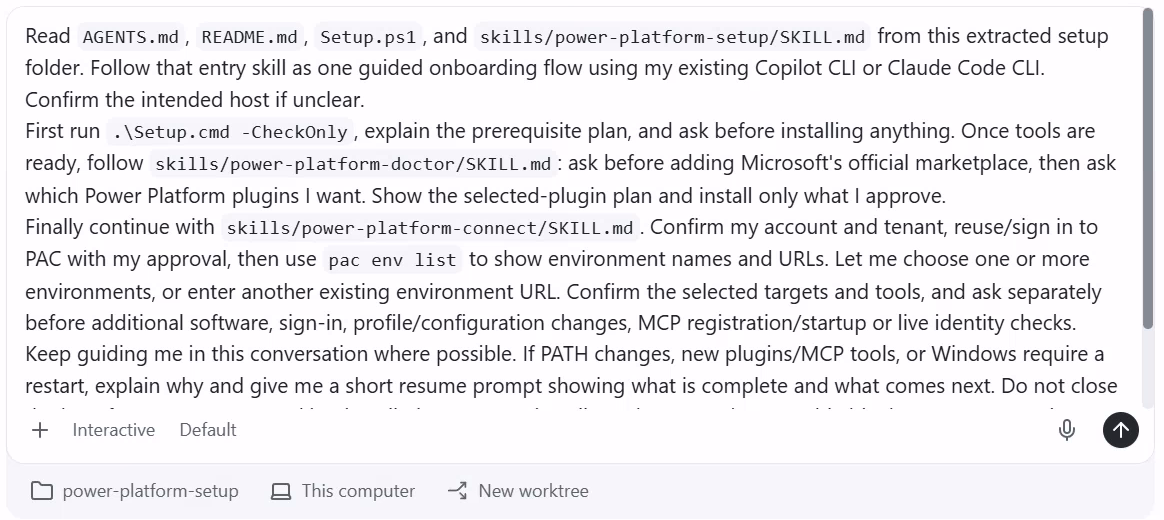 Read AGENTS.md, README.md, Setup.ps1, and skills/power-platform-setup/SKILL.md from this extracted setup
folder. Follow that entry skill as one guided onboarding flow using my existing Copilot CLI or Claude Code CLI.
Confirm the intended host if unclear.
First run .\Setup.cmd -CheckOnly, explain the prerequisite plan, and ask before installing anything. Once tools are
ready, follow skills/power-platform-doctor/SKILL.md: ask before adding Microsoft's official marketplace, then ask
which Power Platform plugins I want. Show the selected-plugin plan and install only what I approve.
Finally continue with skills/power-platform-connect/SKILL.md. Confirm my account and tenant, reuse/sign in to
PAC with my approval, then use pac env list to show environment names and URLs. Let me choose one or more
environments, or enter another existing environment URL. Confirm the selected targets and tools, and ask separately
before additional software, sign-in, profile/configuration changes, MCP registration/startup or live identity checks.
Keep guiding me in this conversation where possible. If PATH changes, new plugins/MCP tools, or Windows require a
restart, explain why and give me a short resume prompt showing what is complete and what comes next. Do not close
Interactive Default
power-platform-setup This computer New worktree